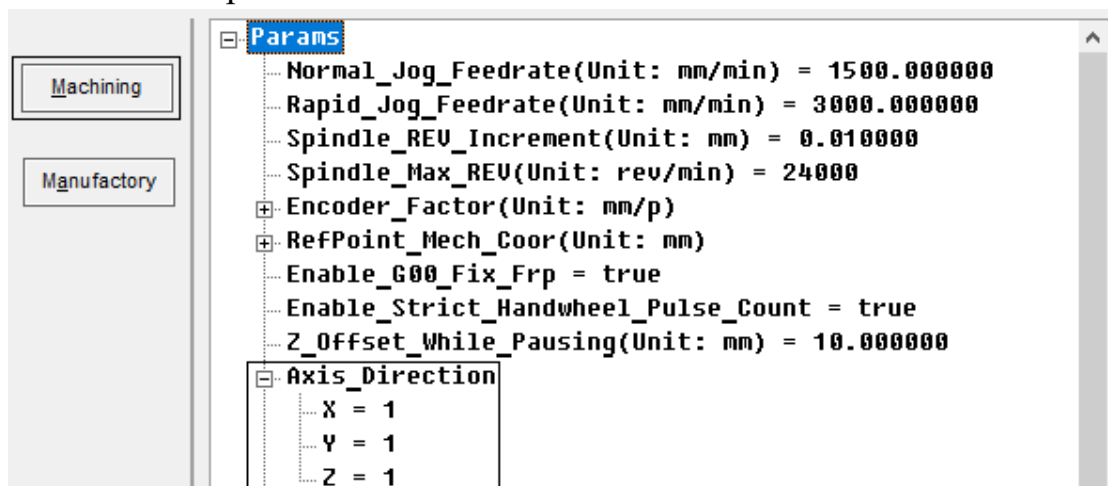 Params
Machining
Normal_Jog_Feedrate(Unit: mm/min) = 1500.000000
Rapid_Jog_Feedrate(Unit: mm/min) = 3000.000000
Spindle_REV_Increment(Unit: mm) = 0.010000
Manufactory
Spindle_Max_REV(Unit: rev/min) = 24000
Encoder_Factor(Unit: mm/p)
RefPoint_Mech_Coor(Unit: mm)
Enable_G00_Fix_Frp = true
Enable_Strict_Handwheel_Pulse_Count = true
Z_Offset_While_Pausing(Unit: mm) = 10.000000
Axis_Direction
X = 1
Y = 1
Z = 1